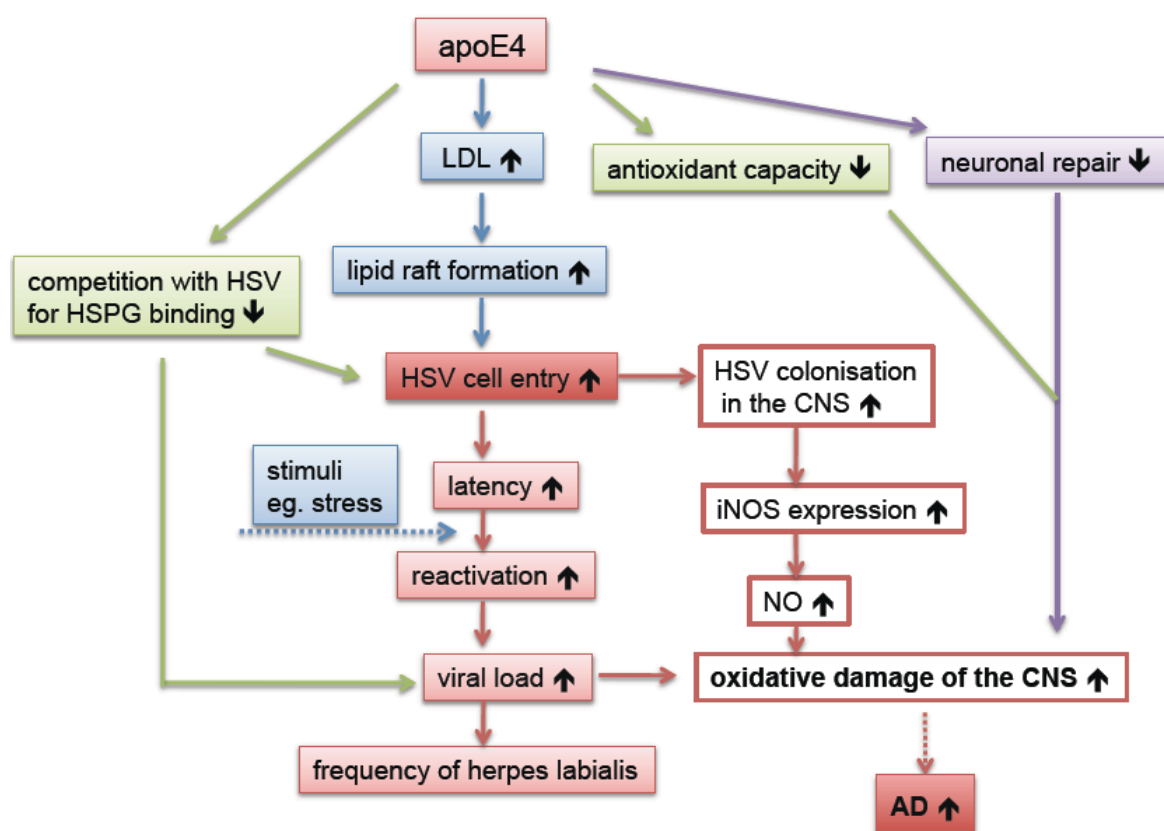 apoE4
LDL ↑
antioxidant capacity ↓
neuronal repair ↓
lipid raft formation ↑
competition with HSV
for HSPG binding ↓
HSV cell entry ↑
HSV colonisation
in the CNS ↑
stimuli
eg. stress
latency ↑
iNOS expression ↑
reactivation ↑
NO ↑
viral load ↑
oxidative damage of the CNS ↑
frequency of herpes labialis
AD ↑